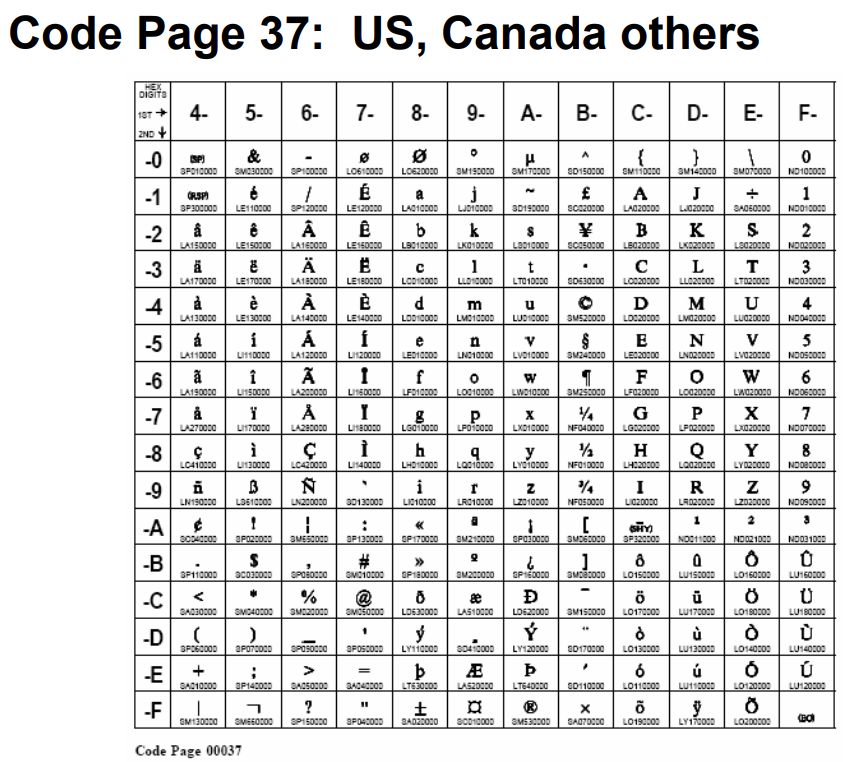 Code Page 37: US, Canada others
HEX DIGITS
1ST → 4- 5- 6- 7- 8- 9- A- B- C- D- E- F-
2ND ↓
-0 (SP) & - ø Ø ° µ ^ { } \ 0
SP010000 SM030000 SP100000 LO610000 LO620000 SM190000 SM170000 SD150000 SM110000 SM140000 SM070000 ND100000
-1 (RSP) é / É a j ~ £ A J ÷ 1
SP300000 LE110000 SP120000 LE120000 LA010000 LJ010000 SD190000 SC020000 LA020000 LJ020000 SA060000 ND010000
-2 â ê Â Ê b k s ¥ B K S 2
LA150000 LE150000 LA160000 LE160000 LB010000 LK010000 LS010000 SC050000 LB020000 LK020000 LS020000 ND020000
-3 ä ë Ä Ë c l t · C L T 3
LA170000 LE170000 LA180000 LE180000 LC010000 LL010000 LT010000 SD630000 LC020000 LL020000 LT020000 ND030000
-4 à è À È d m u © D M U 4
LA130000 LE130000 LA140000 LE140000 LD010000 LM010000 LU010000 SM520000 LD020000 LM020000 LU020000 ND040000
-5 á í Á Í e n v § E N V 5
LA110000 LI110000 LA120000 LI120000 LE010000 LN010000 LV010000 SM240000 LE020000 LN020000 LV020000 ND050000
-6 ã î Ã Î f o w ¶ F O W 6
LA190000 LI150000 LA200000 LI160000 LF010000 LO010000 LW010000 SM250000 LF020000 LO020000 LW020000 ND060000
-7 å ï Å Ï g p x ¼ G P X 7
LA270000 LI170000 LA280000 LI180000 LG010000 LP010000 LX010000 NF040000 LG020000 LP020000 LX020000 ND070000
-8 ç ì Ç Ì h q y ½ H Q Y 8
LC410000 LI130000 LC420000 LI140000 LH010000 LQ010000 LY010000 NF010000 LH020000 LQ020000 LY020000 ND080000
-9 ñ ß Ñ ` i r z ¾ I R Z 9
LN190000 LS610000 LN200000 SD130000 LI010000 LR010000 LZ010000 NF050000 LI020000 LR020000 LZ020000 ND090000
-A ¢ ! ¦ : « ª ¡ [ (SHY) ¹ ² ³
SC040000 SP020000 SM650000 SP130000 SP170000 SM210000 SP030000 SM060000 SP320000 ND011000 ND021000 ND031000
-B . $ , # » º ¿ ] ô û Ô Û
SP110000 SC030000 SP080000 SM010000 SP180000 SM200000 SP160000 SM080000 LO150000 LU150000 LO160000 LU160000
-C < * % @ ð æ Ð ¯ ö ü Ö Ü
SA030000 SM040000 SM020000 SM050000 LD630000 LA510000 LD620000 SM150000 LO170000 LU170000 LO180000 LU180000
-D ( ) _ ' ý ¸ Ý ¨ ò ù Ò Ù
SP060000 SP070000 SP090000 SP050000 LY110000 SD410000 LY120000 SD170000 LO130000 LU130000 LO140000 LU140000
-E + ; > = þ Æ Þ ´ ó ú Ó Ú
SA010000 SP140000 SA050000 SA040000 LT630000 LA520000 LT640000 SD110000 LO110000 LU110000 LO120000 LU120000
-F | ¬ ? " ± ¤ ® × õ ÿ Õ (EO)
SM130000 SM660000 SP150000 SP040000 SA020000 SC010000 SM530000 SA070000 LO190000 LY170000 LO200000
Code Page 00037